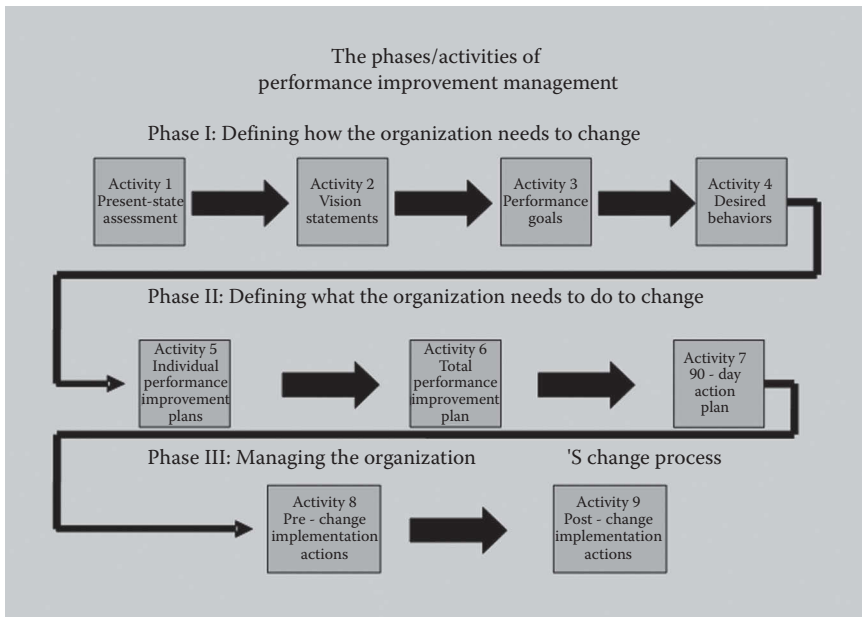 The phases/activities of
performance improvement management
Phase I: Defining how the organization needs to change
Activity 1
Present-state
assessment
Activity 2
Vision
statements
Activity 3
Performance
goals
Activity 4
Desired
behaviors
Phase II: Defining what the organization needs to do to change
Activity 5
Individual
performance
improvement
plans
Activity 6
Total
performance
improvement
plan
Activity 7
90 - day
action
plan
Phase III: Managing the organization 'S change process
Activity 8
Pre - change
implementation
actions
Activity 9
Post - change
implementation
actions